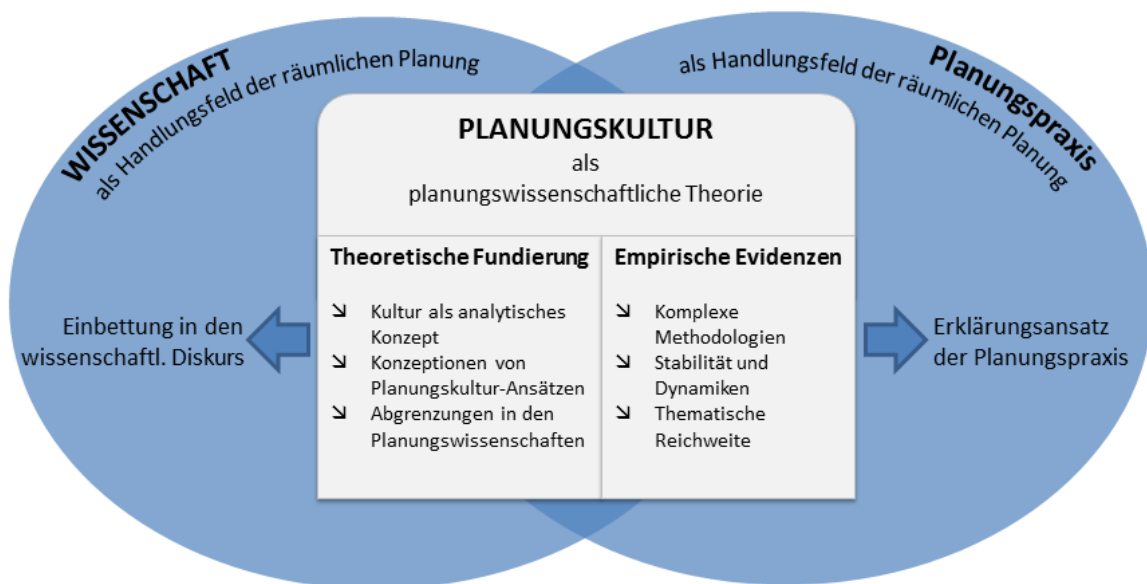 WISSENSCHAFT
als Handlungsfeld der räumlichen Planung
Planungspraxis
als Handlungsfeld der räumlichen Planung
PLANUNGSKULTUR
als
planungswissenschaftliche Theorie
Theoretische Fundierung
↘ Kultur als analytisches
Konzept
↘ Konzeptionen von
Planungskultur-Ansätzen
↘ Abgrenzungen in den
Planungswissenschaften
Empirische Evidenzen
↘ Komplexe
Methodologien
↘ Stabilität und
Dynamiken
↘ Thematische
Reichweite
Einbettung in den
wissenschaftl. Diskurs
Erklärungsansatz
der Planungspraxis